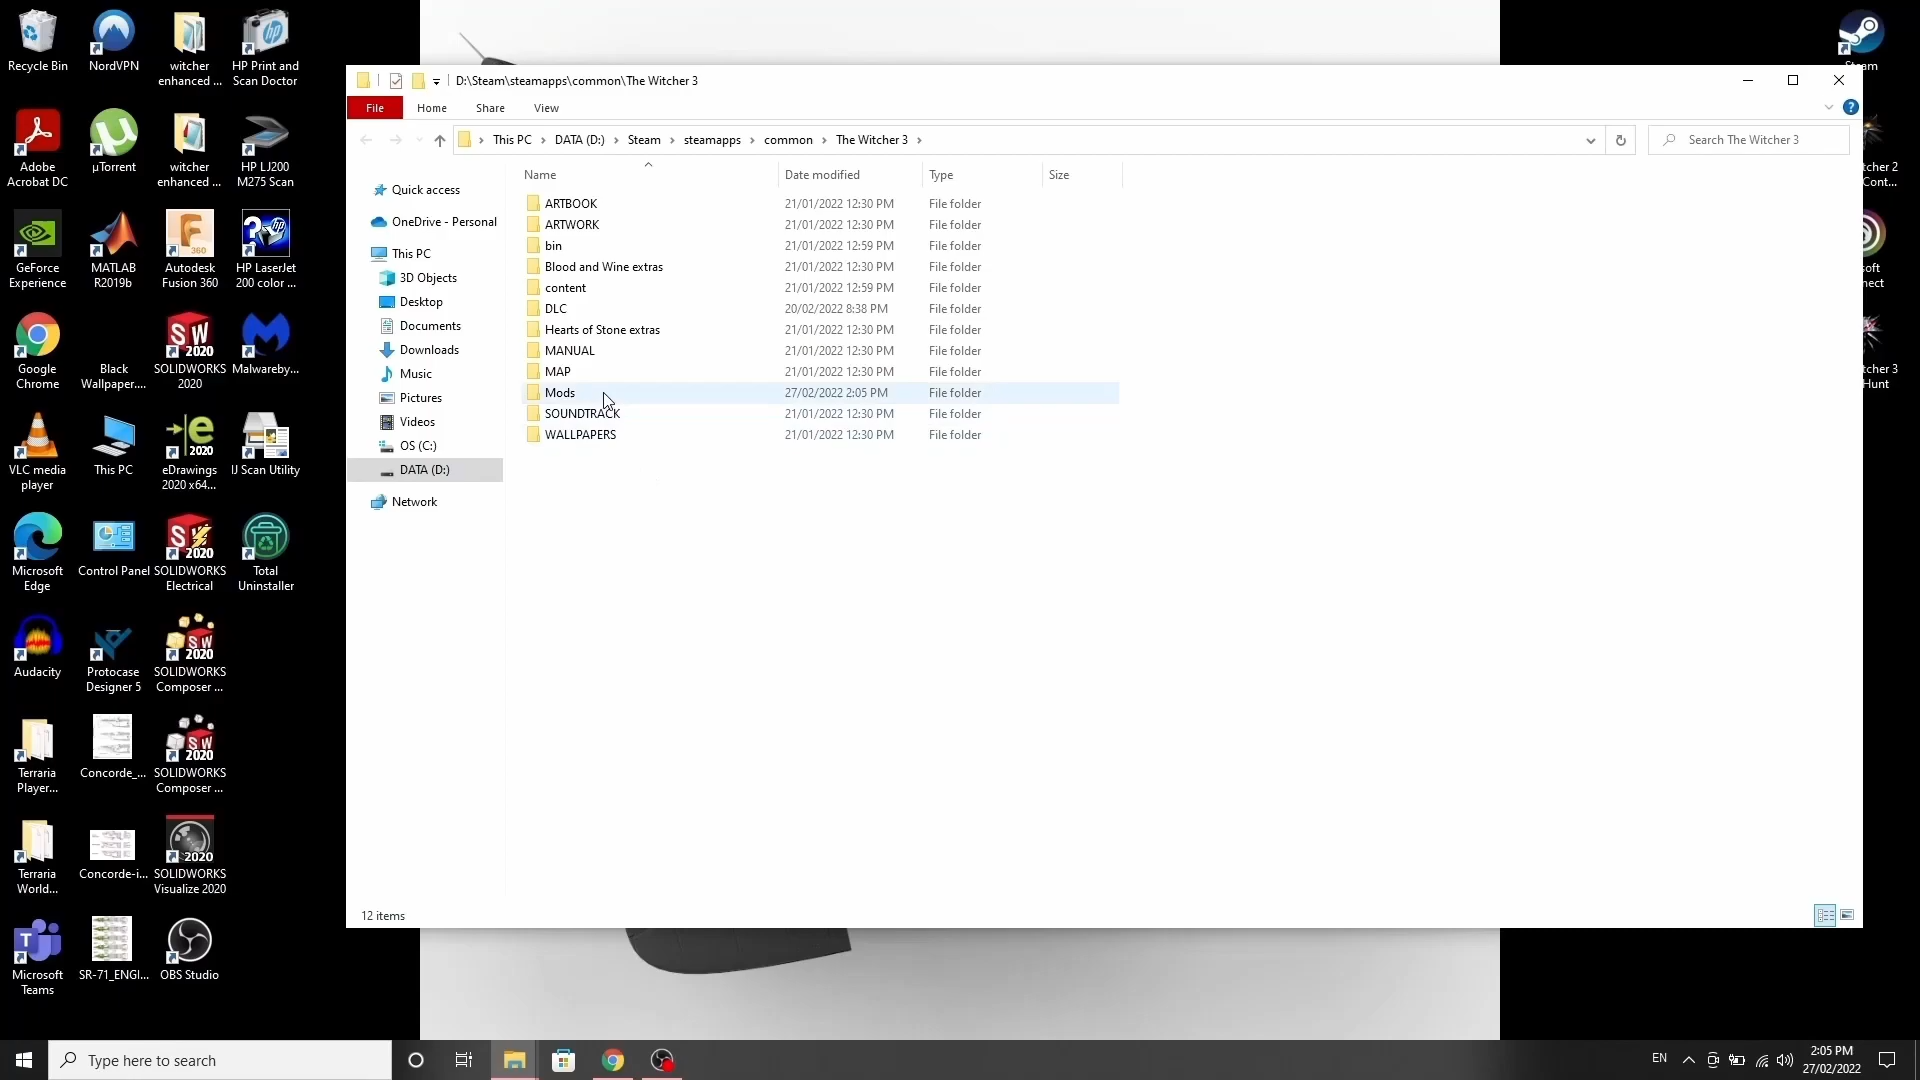 Recycle Bin
NordVPN
witcher
enhanced ...
HP Print and
Scan Doctor
Adobe
Acrobat DC
µTorrent
witcher
enhanced ...
HP LJ200
M275 Scan
GeForce
Experience
MATLAB
R2019b
Autodesk
Fusion 360
HP LaserJet
200 color ...
Google
Chrome
Black
Wallpaper....
SOLIDWORKS
2020
Malwareby...
VLC media
player
This PC
eDrawings
2020 x64...
IJ Scan Utility
Microsoft
Edge
Control Panel
SOLIDWORKS
Electrical
Total
Uninstaller
Audacity
Protocase
Designer 5
SOLIDWORKS
Composer ...
Terraria
Player...
Concorde_...
SOLIDWORKS
Composer ...
Terraria
World...
Concorde-i...
SOLIDWORKS
Visualize 2020
Microsoft
Teams
SR-71_ENGI...
OBS Studio
D:\Steam\steamapps\common\The Witcher 3
File Home Share View
This PC > DATA (D:) > Steam > steamapps > common > The Witcher 3 >
Search The Witcher 3
Quick access
OneDrive - Personal
This PC
3D Objects
Desktop
Documents
Downloads
Music
Pictures
Videos
OS (C:)
DATA (D:)
Network
Name Date modified Type Size
ARTBOOK 21/01/2022 12:30 PM File folder
ARTWORK 21/01/2022 12:30 PM File folder
bin 21/01/2022 12:59 PM File folder
Blood and Wine extras 21/01/2022 12:30 PM File folder
content 21/01/2022 12:59 PM File folder
DLC 20/02/2022 8:38 PM File folder
Hearts of Stone extras 21/01/2022 12:30 PM File folder
MANUAL 21/01/2022 12:30 PM File folder
MAP 21/01/2022 12:30 PM File folder
Mods 27/02/2022 2:05 PM File folder
SOUNDTRACK 21/01/2022 12:30 PM File folder
WALLPAPERS 21/01/2022 12:30 PM File folder
12 items
Steam
tcher 2
Cont...
soft
nect
tcher 3
Hunt
Type here to search
EN
2:05 PM
27/02/2022